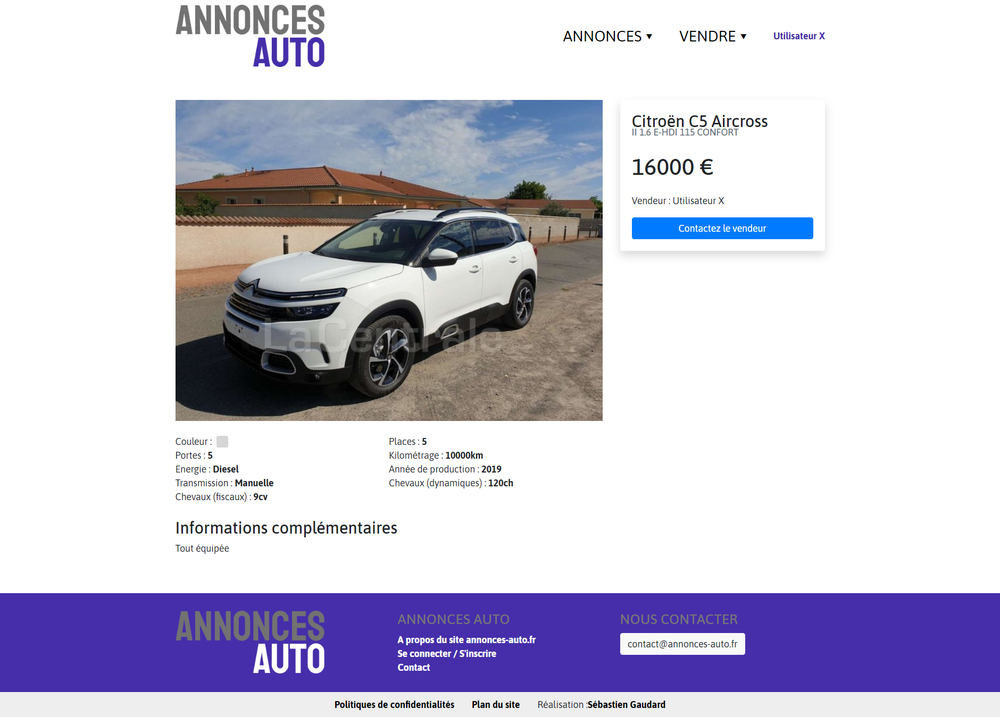 ANNONCES
AUTO
ANNONCES ▼
VENDRE ▼
Utilisateur X
Citroën C5 Aircross
II 1.6 E-HDI 115 CONFORT
16000 €
Vendeur : Utilisateur X
Contactez le vendeur
LaCentrale
Couleur :
Portes : 5
Energie : Diesel
Transmission : Manuelle
Chevaux (fiscaux) : 9cv
Places : 5
Kilométrage : 10000km
Année de production : 2019
Chevaux (dynamiques) : 120ch
Informations complémentaires
Tout équipée
ANNONCES
AUTO
ANNONCES AUTO
A propos du site annonces-auto.fr
Se connecter / S'inscrire
Contact
NOUS CONTACTER
contact@annonces-auto.fr
Politiques de confidentialités
Plan du site
Réalisation :Sébastien Gaudard